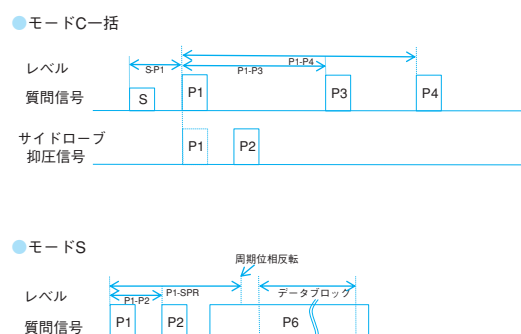 ●モードC一括
レベル
質問信号
S-P1
P1-P4
P1-P3
S
P1
P3
P4
サイドローブ
抑圧信号
P1
P2
●モードS
周期位相反転
レベル
質問信号
P1-SPR
データブロック
P1-P2
P1
P2
P6